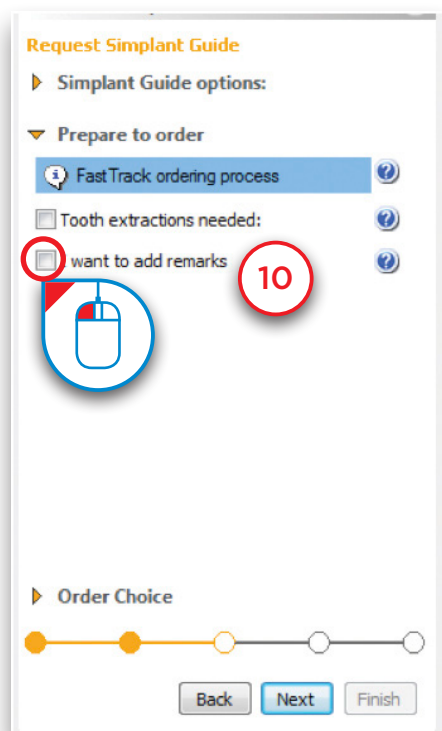 Request Simplant Guide
Simplant Guide options:
Prepare to order
FastTrack ordering process
Tooth extractions needed:
want to add remarks
10
Order Choice
Back Next Finish